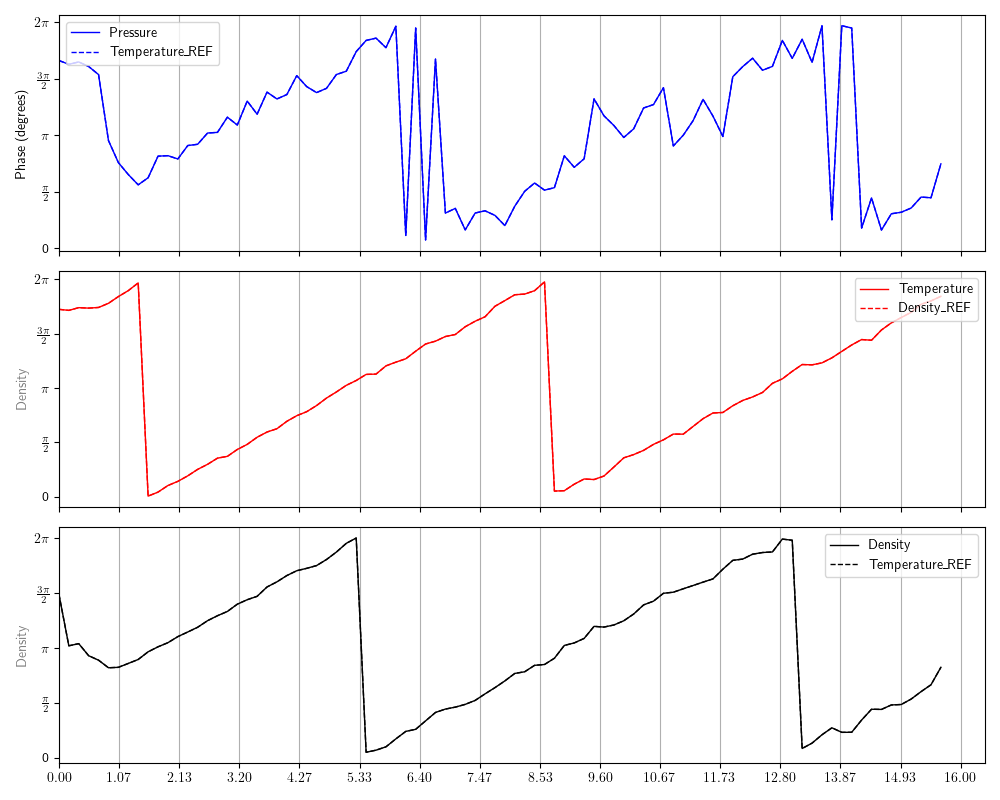 2π
3π/2
π
π/2
0
Phase (degrees)
Pressure
Temperature_REF
2π
3π/2
π
π/2
0
Density
Temperature
Density_REF
2π
3π/2
π
π/2
0
Density
Density
Temperature_REF
0.00 1.07 2.13 3.20 4.27 5.33 6.40 7.47 8.53 9.60 10.67 11.73 12.80 13.87 14.93 16.00